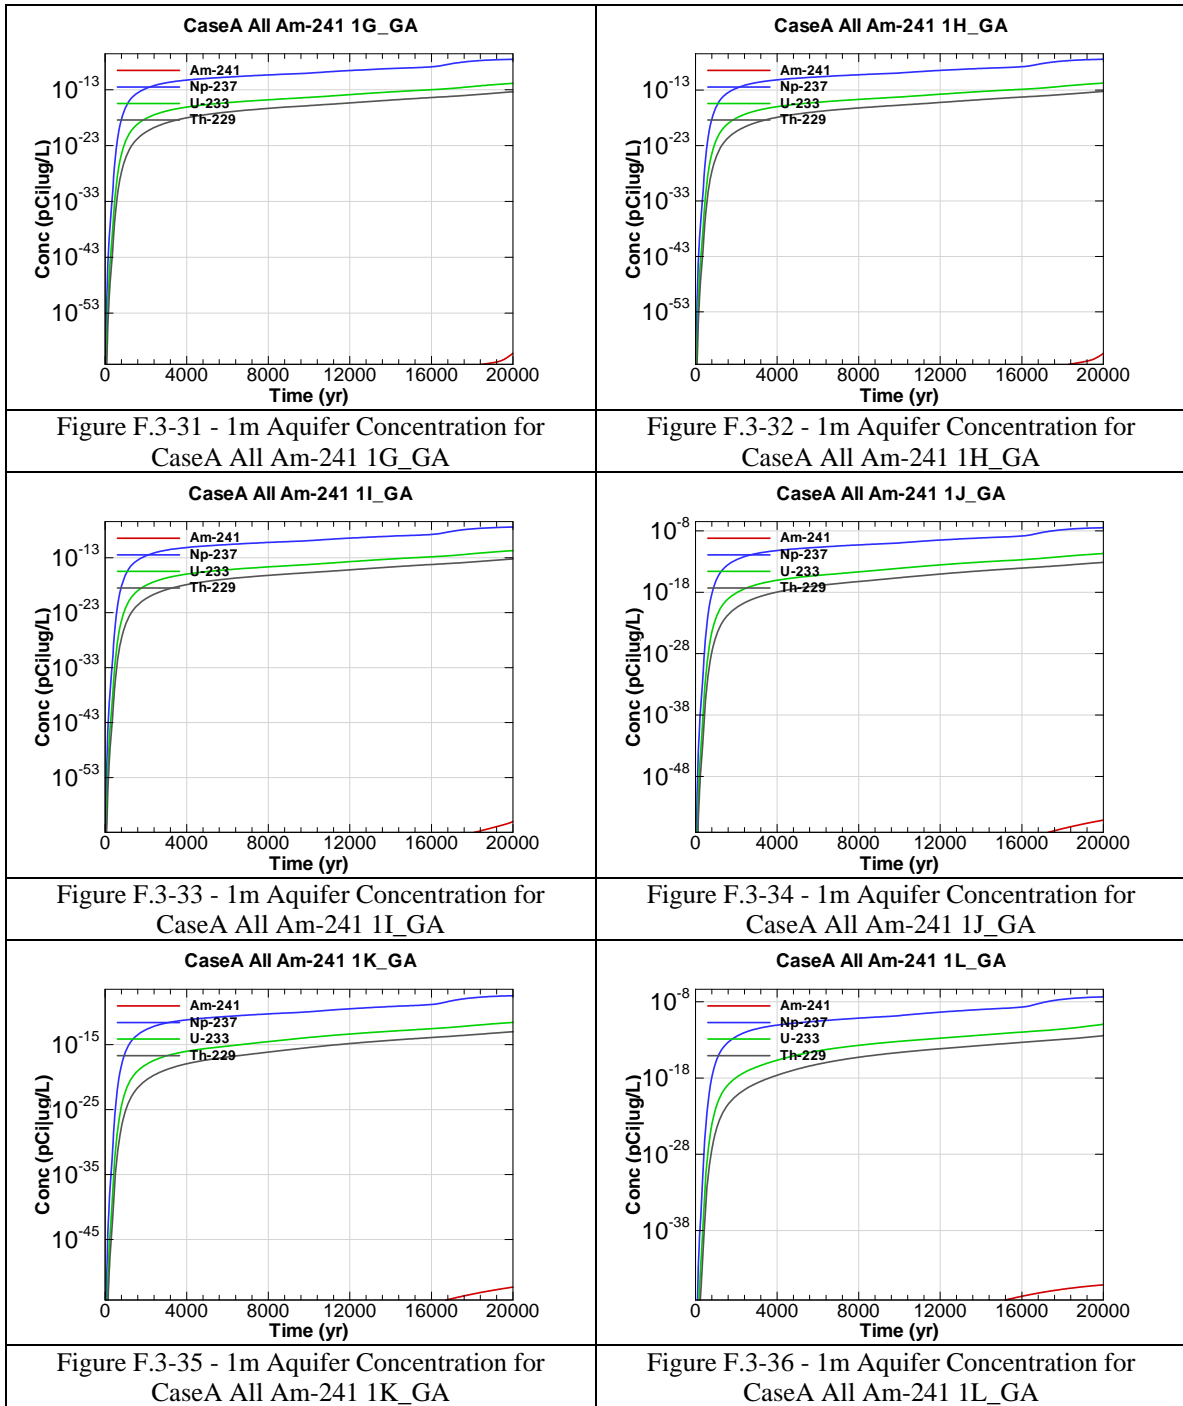 CaseA All Am-241 1G_GA
Am-241
Np-237
U-233
Th-229
10-13
10-23
10-33
10-43
10-53
Conc (pCi|ug/L)
0 4000 8000 12000 16000 20000
Time (yr)
Figure F.3-31 - 1m Aquifer Concentration for
CaseA All Am-241 1G_GA
CaseA All Am-241 1H_GA
Am-241
Np-237
U-233
Th-229
10-13
10-23
10-33
10-43
10-53
Conc (pCi|ug/L)
0 4000 8000 12000 16000 20000
Time (yr)
Figure F.3-32 - 1m Aquifer Concentration for
CaseA All Am-241 1H_GA
CaseA All Am-241 1I_GA
Am-241
Np-237
U-233
Th-229
10-13
10-23
10-33
10-43
10-53
Conc (pCi|ug/L)
0 4000 8000 12000 16000 20000
Time (yr)
Figure F.3-33 - 1m Aquifer Concentration for
CaseA All Am-241 1I_GA
CaseA All Am-241 1J_GA
Am-241
Np-237
U-233
Th-229
10-8
10-18
10-28
10-38
10-48
Conc (pCi|ug/L)
0 4000 8000 12000 16000 20000
Time (yr)
Figure F.3-34 - 1m Aquifer Concentration for
CaseA All Am-241 1J_GA
CaseA All Am-241 1K_GA
Am-241
Np-237
U-233
Th-229
10-15
10-25
10-35
10-45
Conc (pCi|ug/L)
0 4000 8000 12000 16000 20000
Time (yr)
Figure F.3-35 - 1m Aquifer Concentration for
CaseA All Am-241 1K_GA
CaseA All Am-241 1L_GA
Am-241
Np-237
U-233
Th-229
10-8
10-18
10-28
10-38
Conc (pCi|ug/L)
0 4000 8000 12000 16000 20000
Time (yr)
Figure F.3-36 - 1m Aquifer Concentration for
CaseA All Am-241 1L_GA